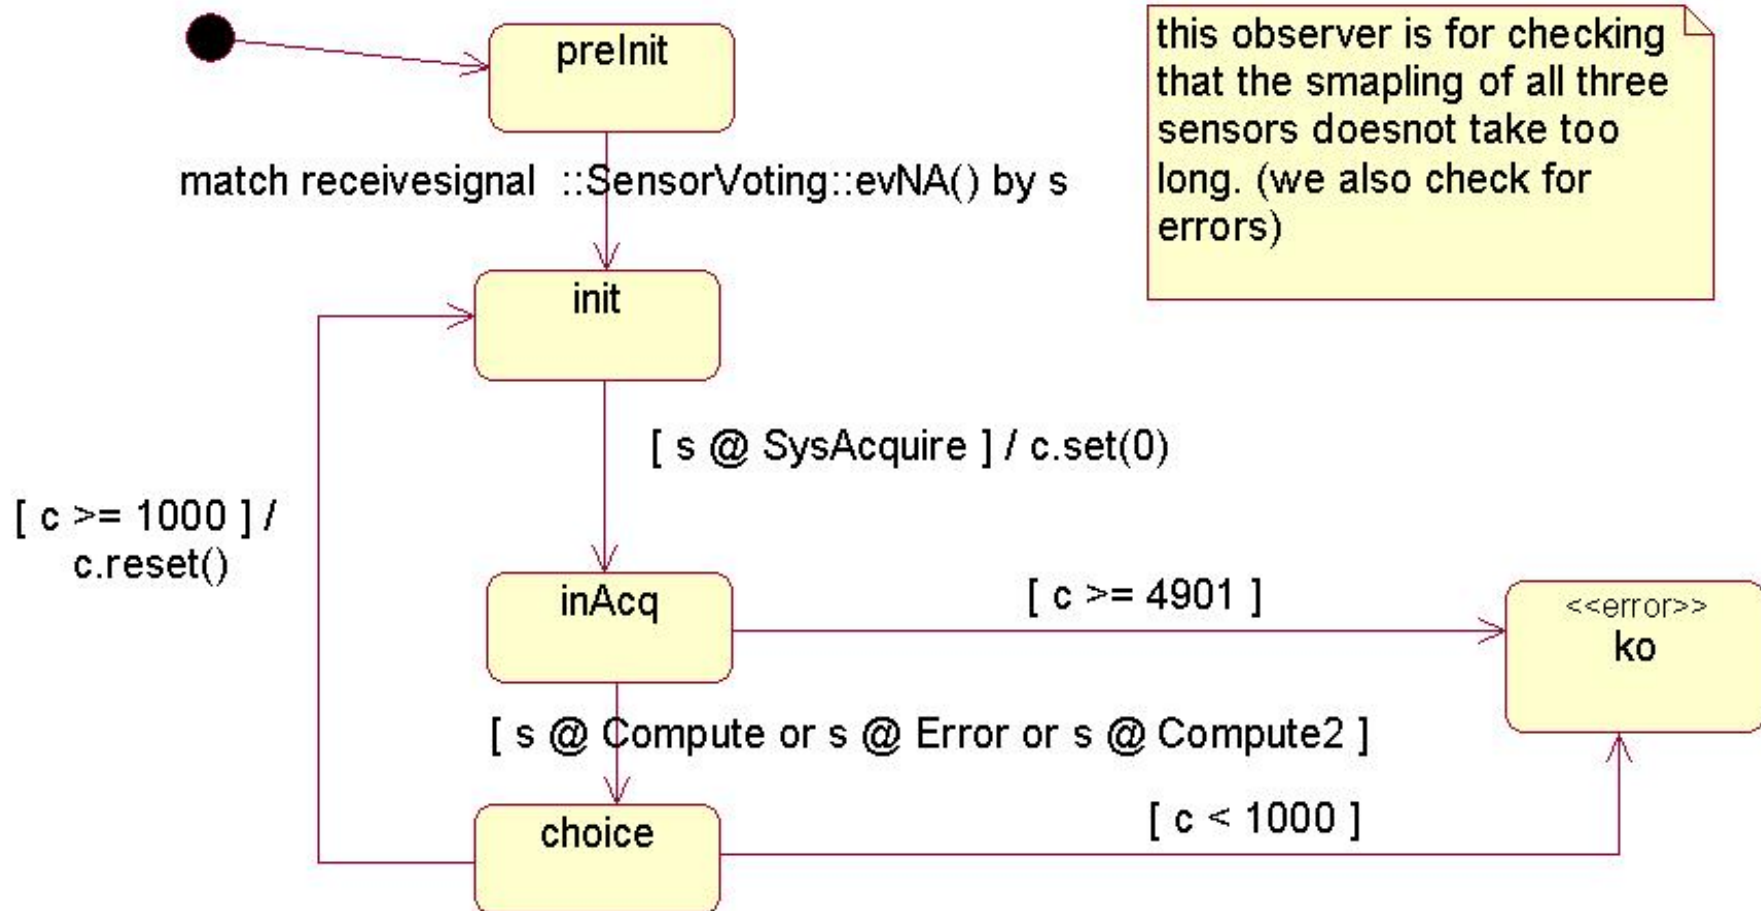 preInit
this observer is for checking
that the smapling of all three
sensors doesnot take too
long. (we also check for
errors)
match receivesignal ::SensorVoting::evNA() by s
init
[ s @ SysAcquire ] / c.set(0)
[ c >= 1000 ] /
c.reset()
inAcq
[ c >= 4901 ]
<<error>>
ko
[ s @ Compute or s @ Error or s @ Compute2 ]
choice
[ c < 1000 ]